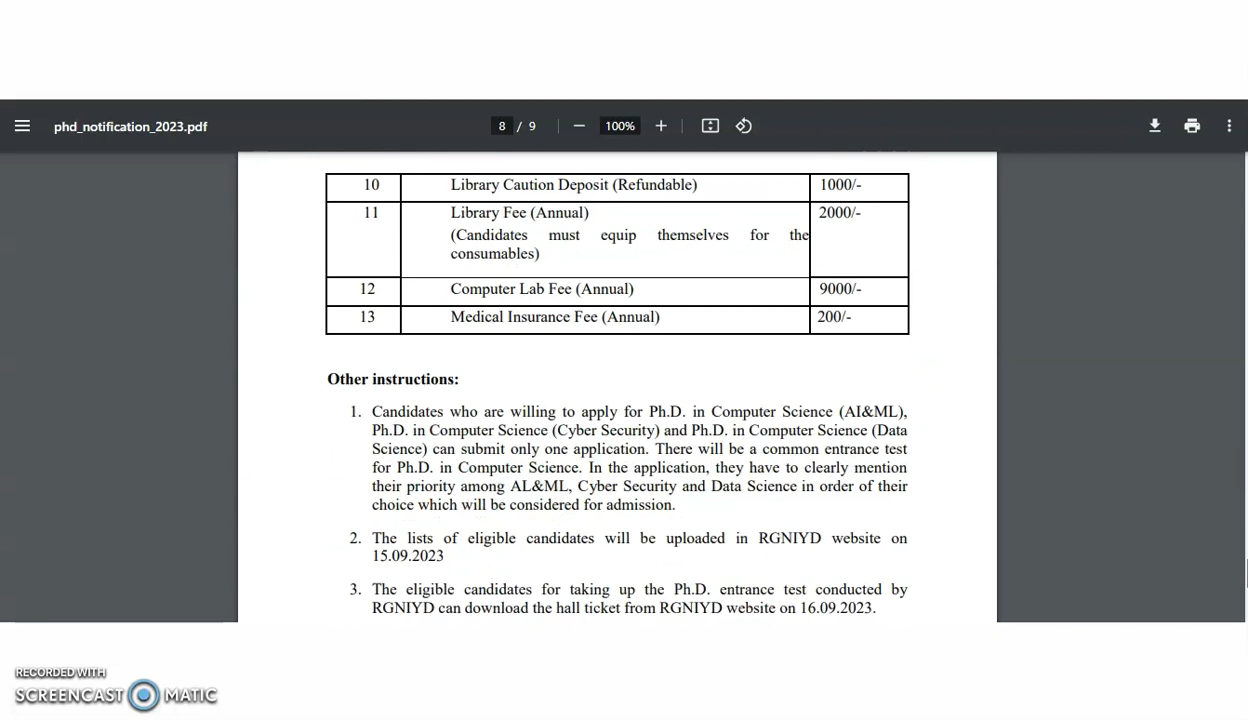 phd_notification_2023.pdf
8 / 9
100%
10 Library Caution Deposit (Refundable) 1000/-
11 Library Fee (Annual) 2000/-
(Candidates must equip themselves for the
consumables)
12 Computer Lab Fee (Annual) 9000/-
13 Medical Insurance Fee (Annual) 200/-
Other instructions:
1. Candidates who are willing to apply for Ph.D. in Computer Science (AI&ML),
Ph.D. in Computer Science (Cyber Security) and Ph.D. in Computer Science (Data
Science) can submit only one application. There will be a common entrance test
for Ph.D. in Computer Science. In the application, they have to clearly mention
their priority among AL&ML, Cyber Security and Data Science in order of their
choice which will be considered for admission.
2. The lists of eligible candidates will be uploaded in RGNIYD website on
15.09.2023
3. The eligible candidates for taking up the Ph.D. entrance test conducted by
RGNIYD can download the hall ticket from RGNIYD website on 16.09.2023.
RECORDED WITH
SCREENCAST MATIC